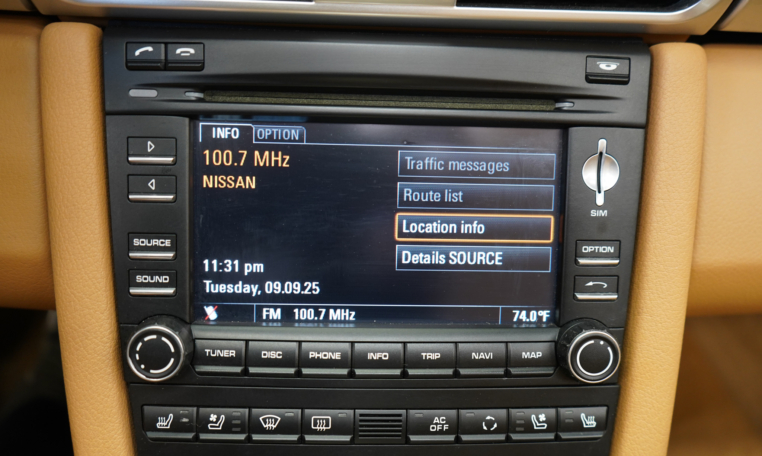 INFO OPTION
100.7 MHz
NISSAN
Traffic messages
Route list
Location info
Details SOURCE
11:31 pm
Tuesday, 09.09.25
FM 100.7 MHz 74.0°F
SOURCE
SOUND
SIM
OPTION
TUNER DISC PHONE INFO TRIP NAVI MAP
AC
OFF